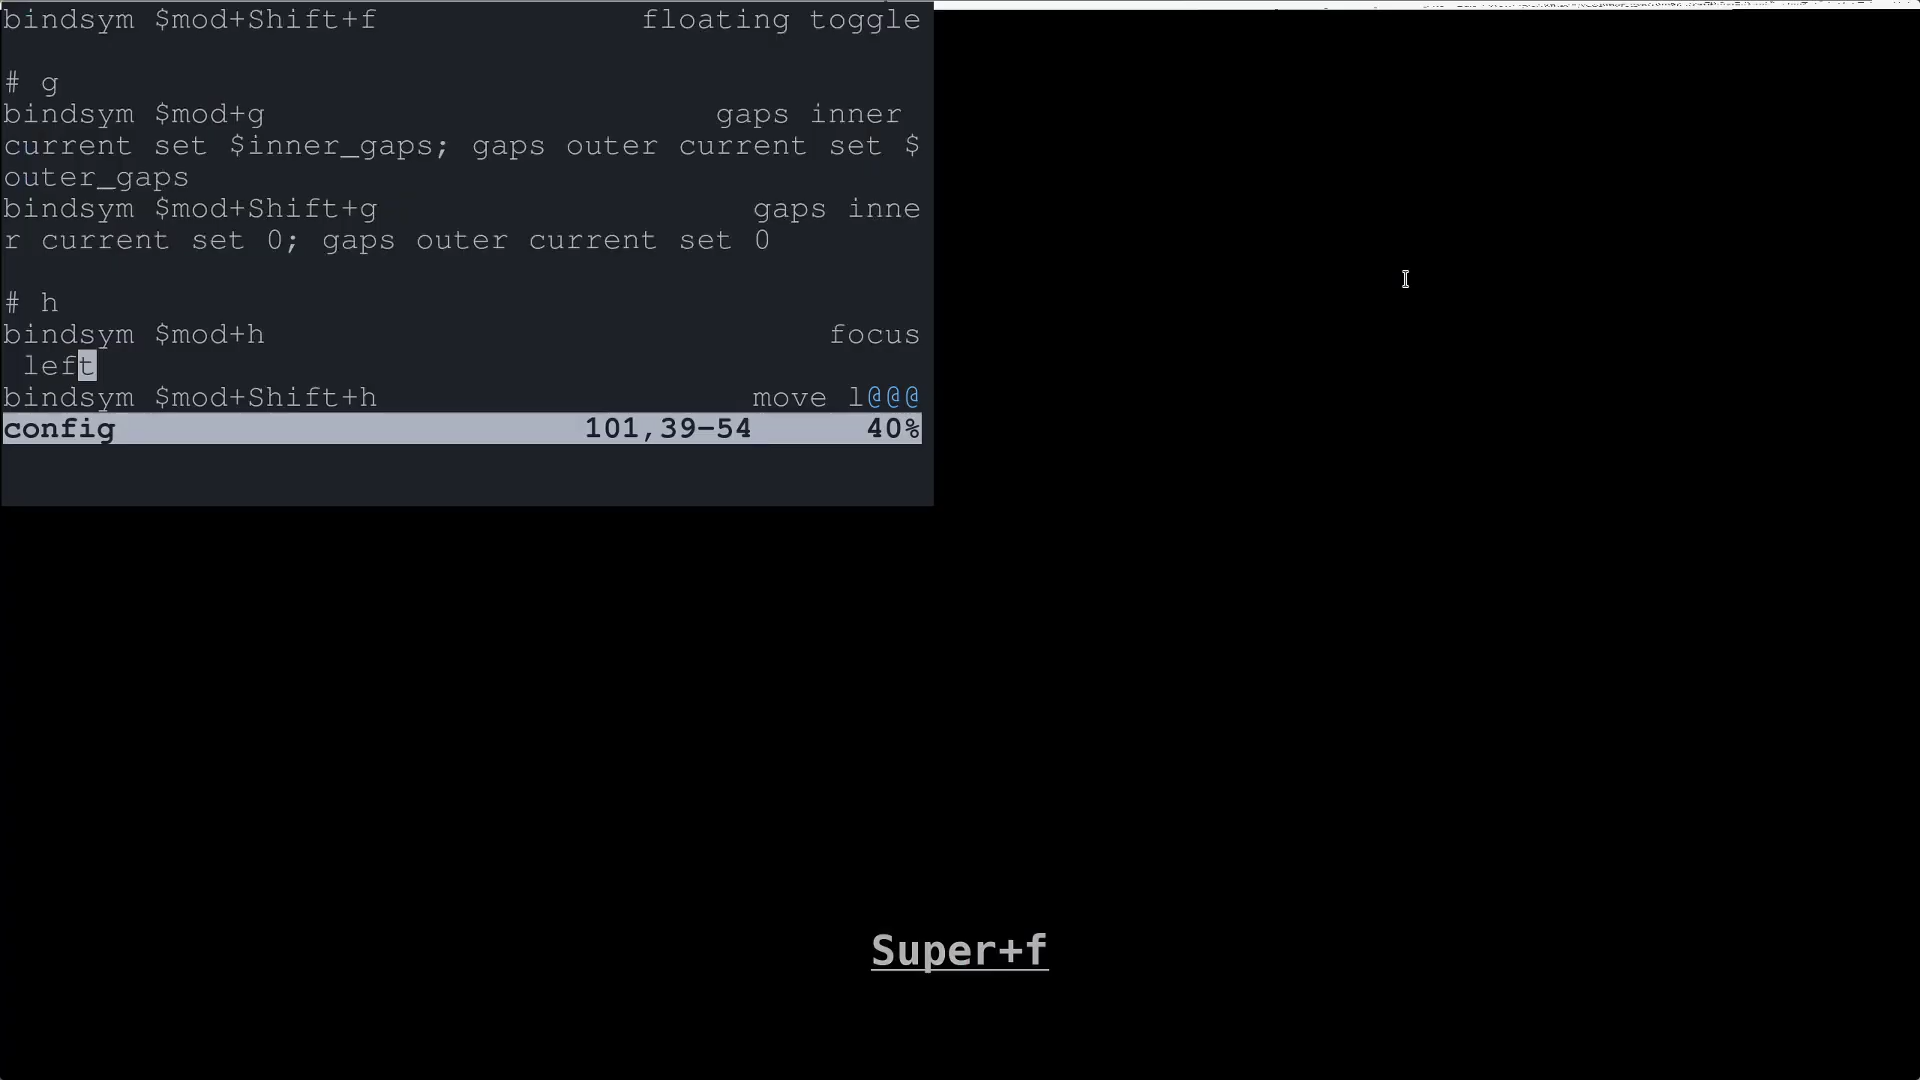 bindsym $mod+Shift+f floating toggle
# g
bindsym $mod+g gaps inner
current set $inner_gaps; gaps outer current set $
outer_gaps
bindsym $mod+Shift+g gaps inne
r current set 0; gaps outer current set 0
# h
bindsym $mod+h focus
left
bindsym $mod+Shift+h move l@@@
config 101,39-54 40%
Super+f